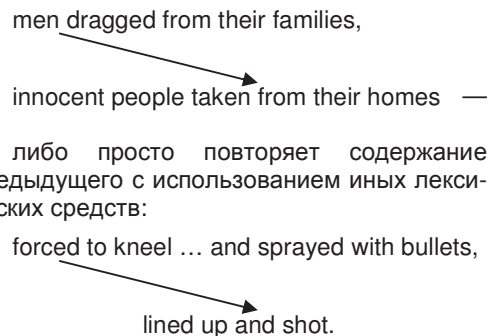 men dragged from their families,
innocent people taken from their homes —
либо просто повторяет содержание
едыдущего с использованием иных лекси-
ских средств:
forced to kneel … and sprayed with bullets,
lined up and shot.